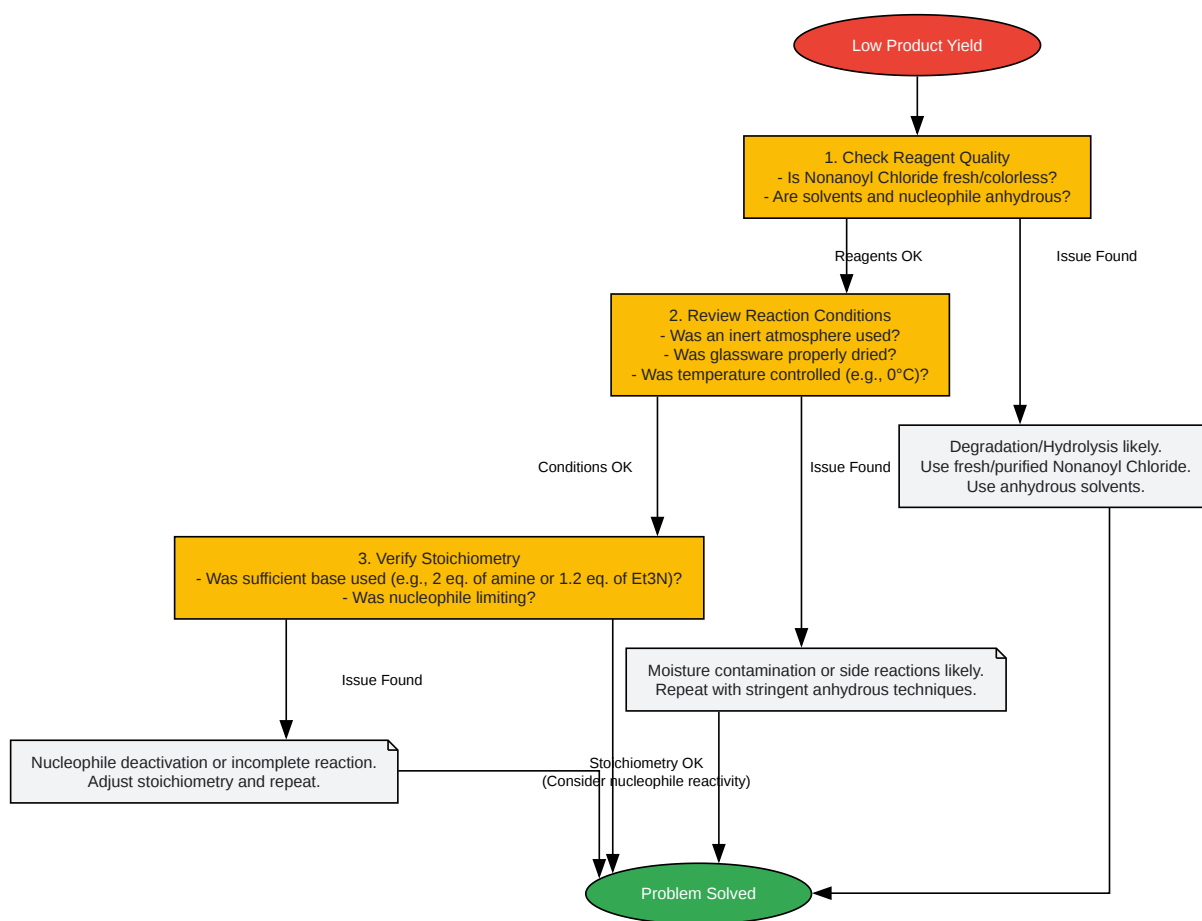 Low Product Yield
1. Check Reagent Quality
- Is Nonanoyl Chloride fresh/colorless?
- Are solvents and nucleophile anhydrous?
Reagents OK
Issue Found
2. Review Reaction Conditions
- Was an inert atmosphere used?
- Was glassware properly dried?
- Was temperature controlled (e.g., 0°C)?
Degradation/Hydrolysis likely.
Use fresh/purified Nonanoyl Chloride.
Use anhydrous solvents.
Conditions OK
Issue Found
3. Verify Stoichiometry
- Was sufficient base used (e.g., 2 eq. of amine or 1.2 eq. of Et3N)?
- Was nucleophile limiting?
Moisture contamination or side reactions likely.
Repeat with stringent anhydrous techniques.
Issue Found
Nucleophile deactivation or incomplete reaction.
Adjust stoichiometry and repeat.
Stoichiometry OK
(Consider nucleophile reactivity)
Problem Solved